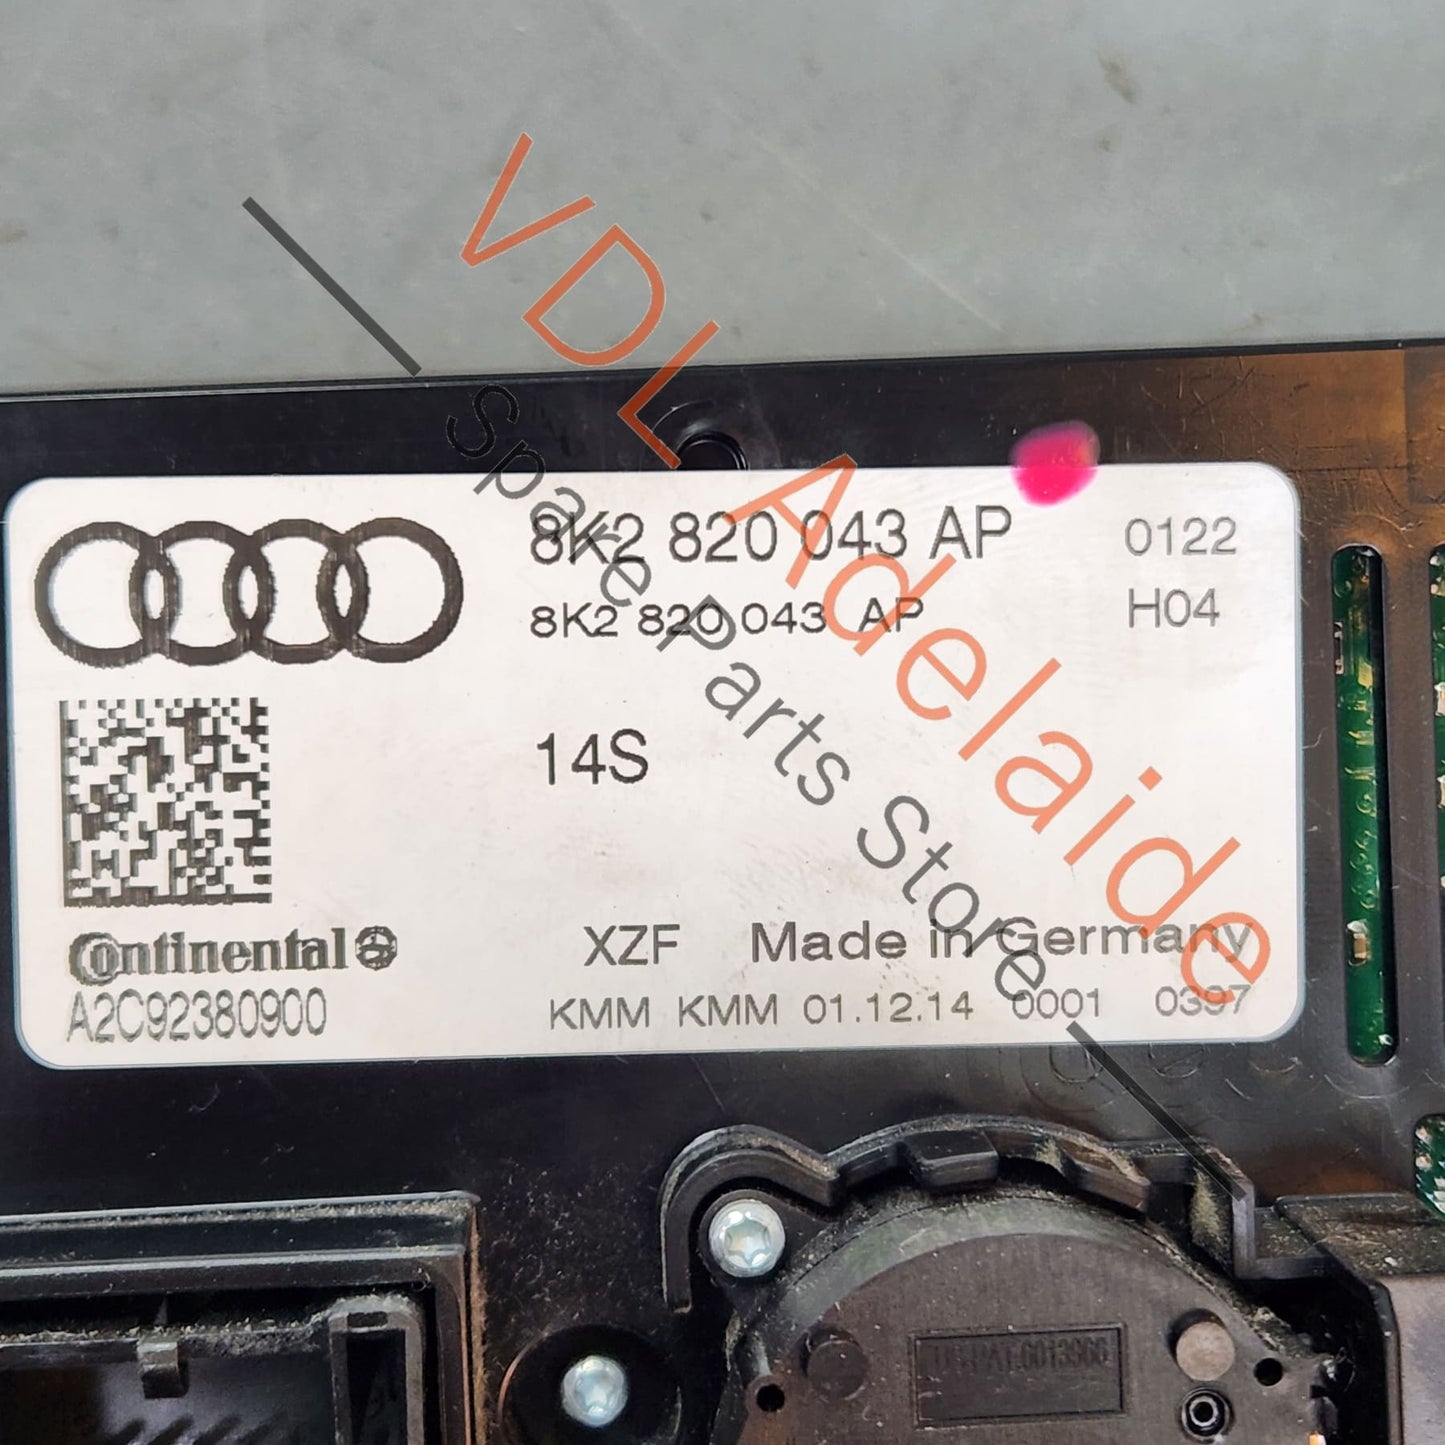 VDL Adelaide
Spare Parts Store
8K2 820 043 AP 0122
8K2 820 043 AP H04
14S
Continental
XZF Made in Germany
A2C92380900
KMM KMM 01.12.14 0001 0397